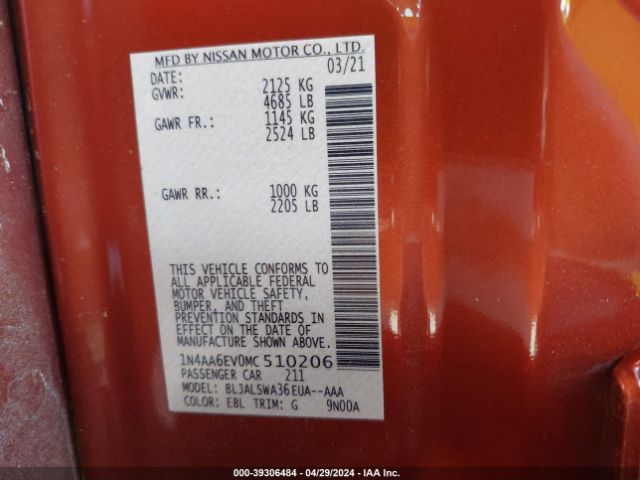 MFD BY NISSAN MOTOR CO., LTD.
DATE: 03/21
GVWR: 2125 KG
4685 LB
GAWR FR.: 1145 KG
2524 LB
GAWR RR.: 1000 KG
2205 LB
THIS VEHICLE CONFORMS TO
ALL APPLICABLE FEDERAL
MOTOR VEHICLE SAFETY,
BUMPER, AND THEFT
PREVENTION STANDARDS
IN EFFECT ON THE DATE OF
MANUFACTURE SHOWN ABOVE.
1N4AA6EV0MC510206
PASSENGER CAR 211
MODEL: BLJALSWA36EUA--AAA
COLOR: EBL TRIM: G 9N00A
000-39306484 - 04/29/2024 - IAA Inc.